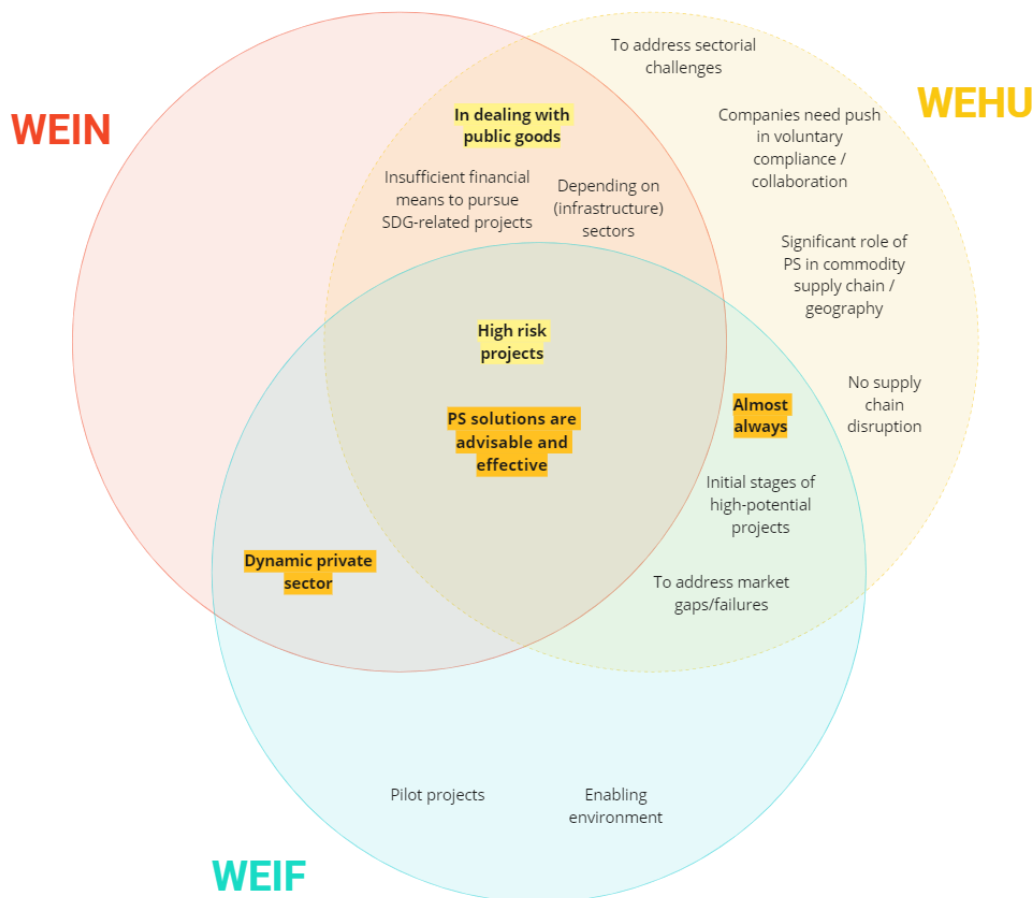 To address sectorial
challenges
WEIN
WEHU
In dealing with
public goods
Companies need push
in voluntary
compliance /
collaboration
Insufficient financial
means to pursue
SDG-related projects
Depending on
(infrastructure)
sectors
Significant role of
PS in commodity
supply chain /
geography
High risk
projects
No supply
chain
disruption
Almost
always
PS solutions are
advisable and
effective
Initial stages of
high-potential
projects
Dynamic private
sector
To address market
gaps/failures
Pilot projects
Enabling
environment
WEIF